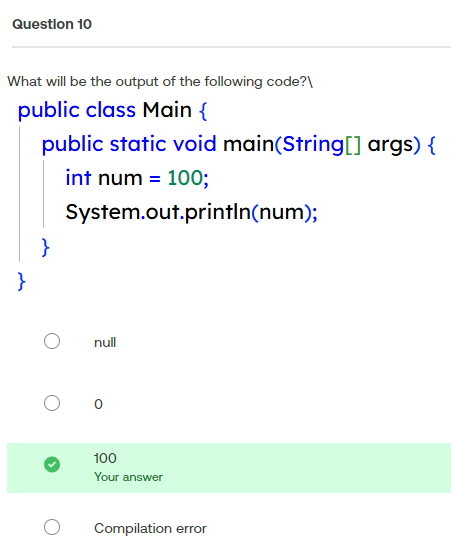 Question 10
What will be the output of the following code?\
public class Main {
public static void main(String[] args) {
int num = 100;
System.out.println(num);
}
}
null
0
100
Your answer
Compilation error